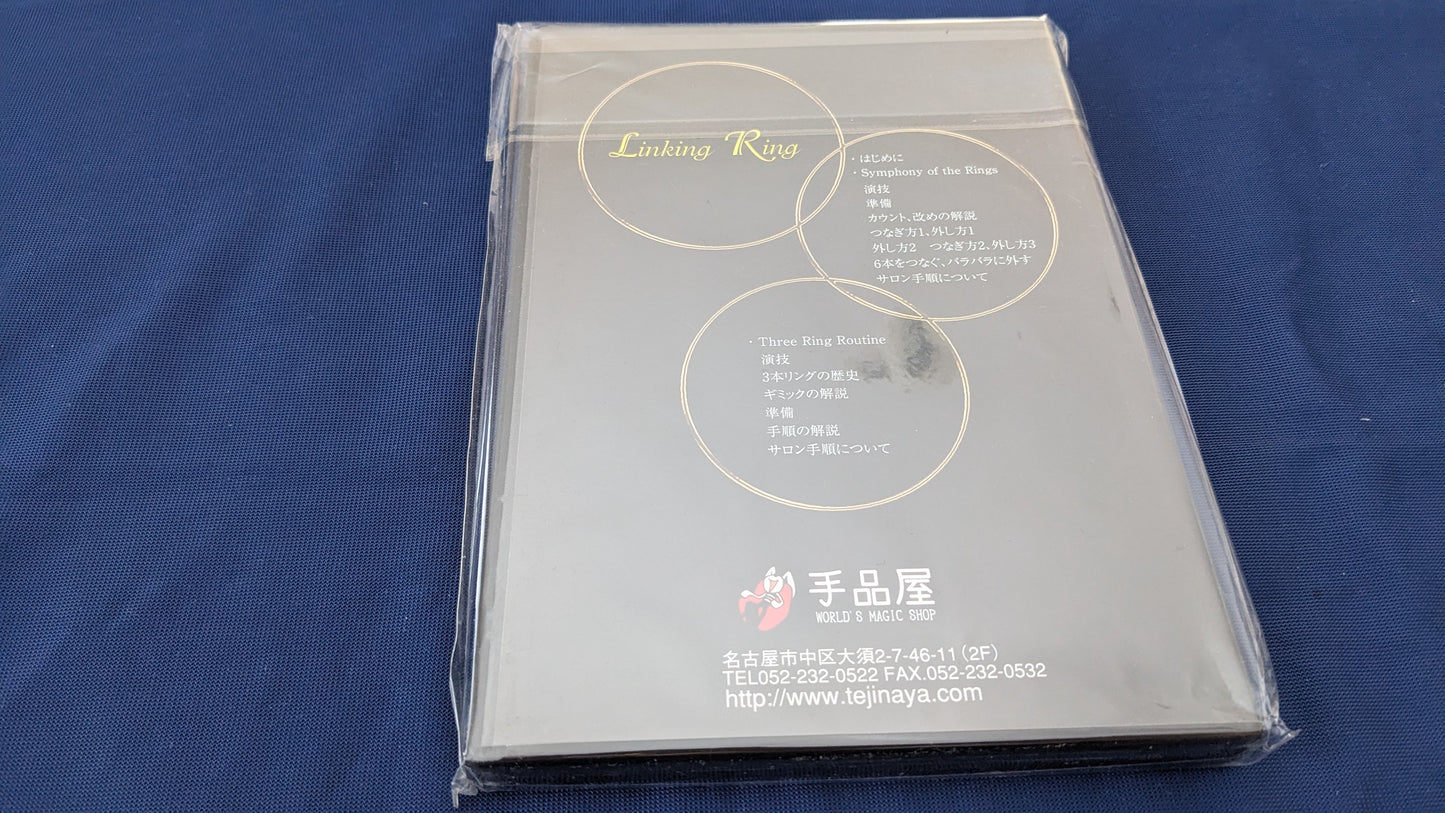 Linking Ring
・はじめに
・Symphony of the Rings
演技
準備
カウント、改めの解説
つなぎ方1、外し方1
外し方2　つなぎ方2、外し方3
6本をつなぐ、バラバラに外す
サロン手順について
・Three Ring Routine
演技
3本リングの歴史
ギミックの解説
準備
手順の解説
サロン手順について
手品屋
WORLD'S MAGIC SHOP
名古屋市中区大須2-7-46-11(2F)
TEL052-232-0522 FAX.052-232-0532
http://www.tejinaya.com